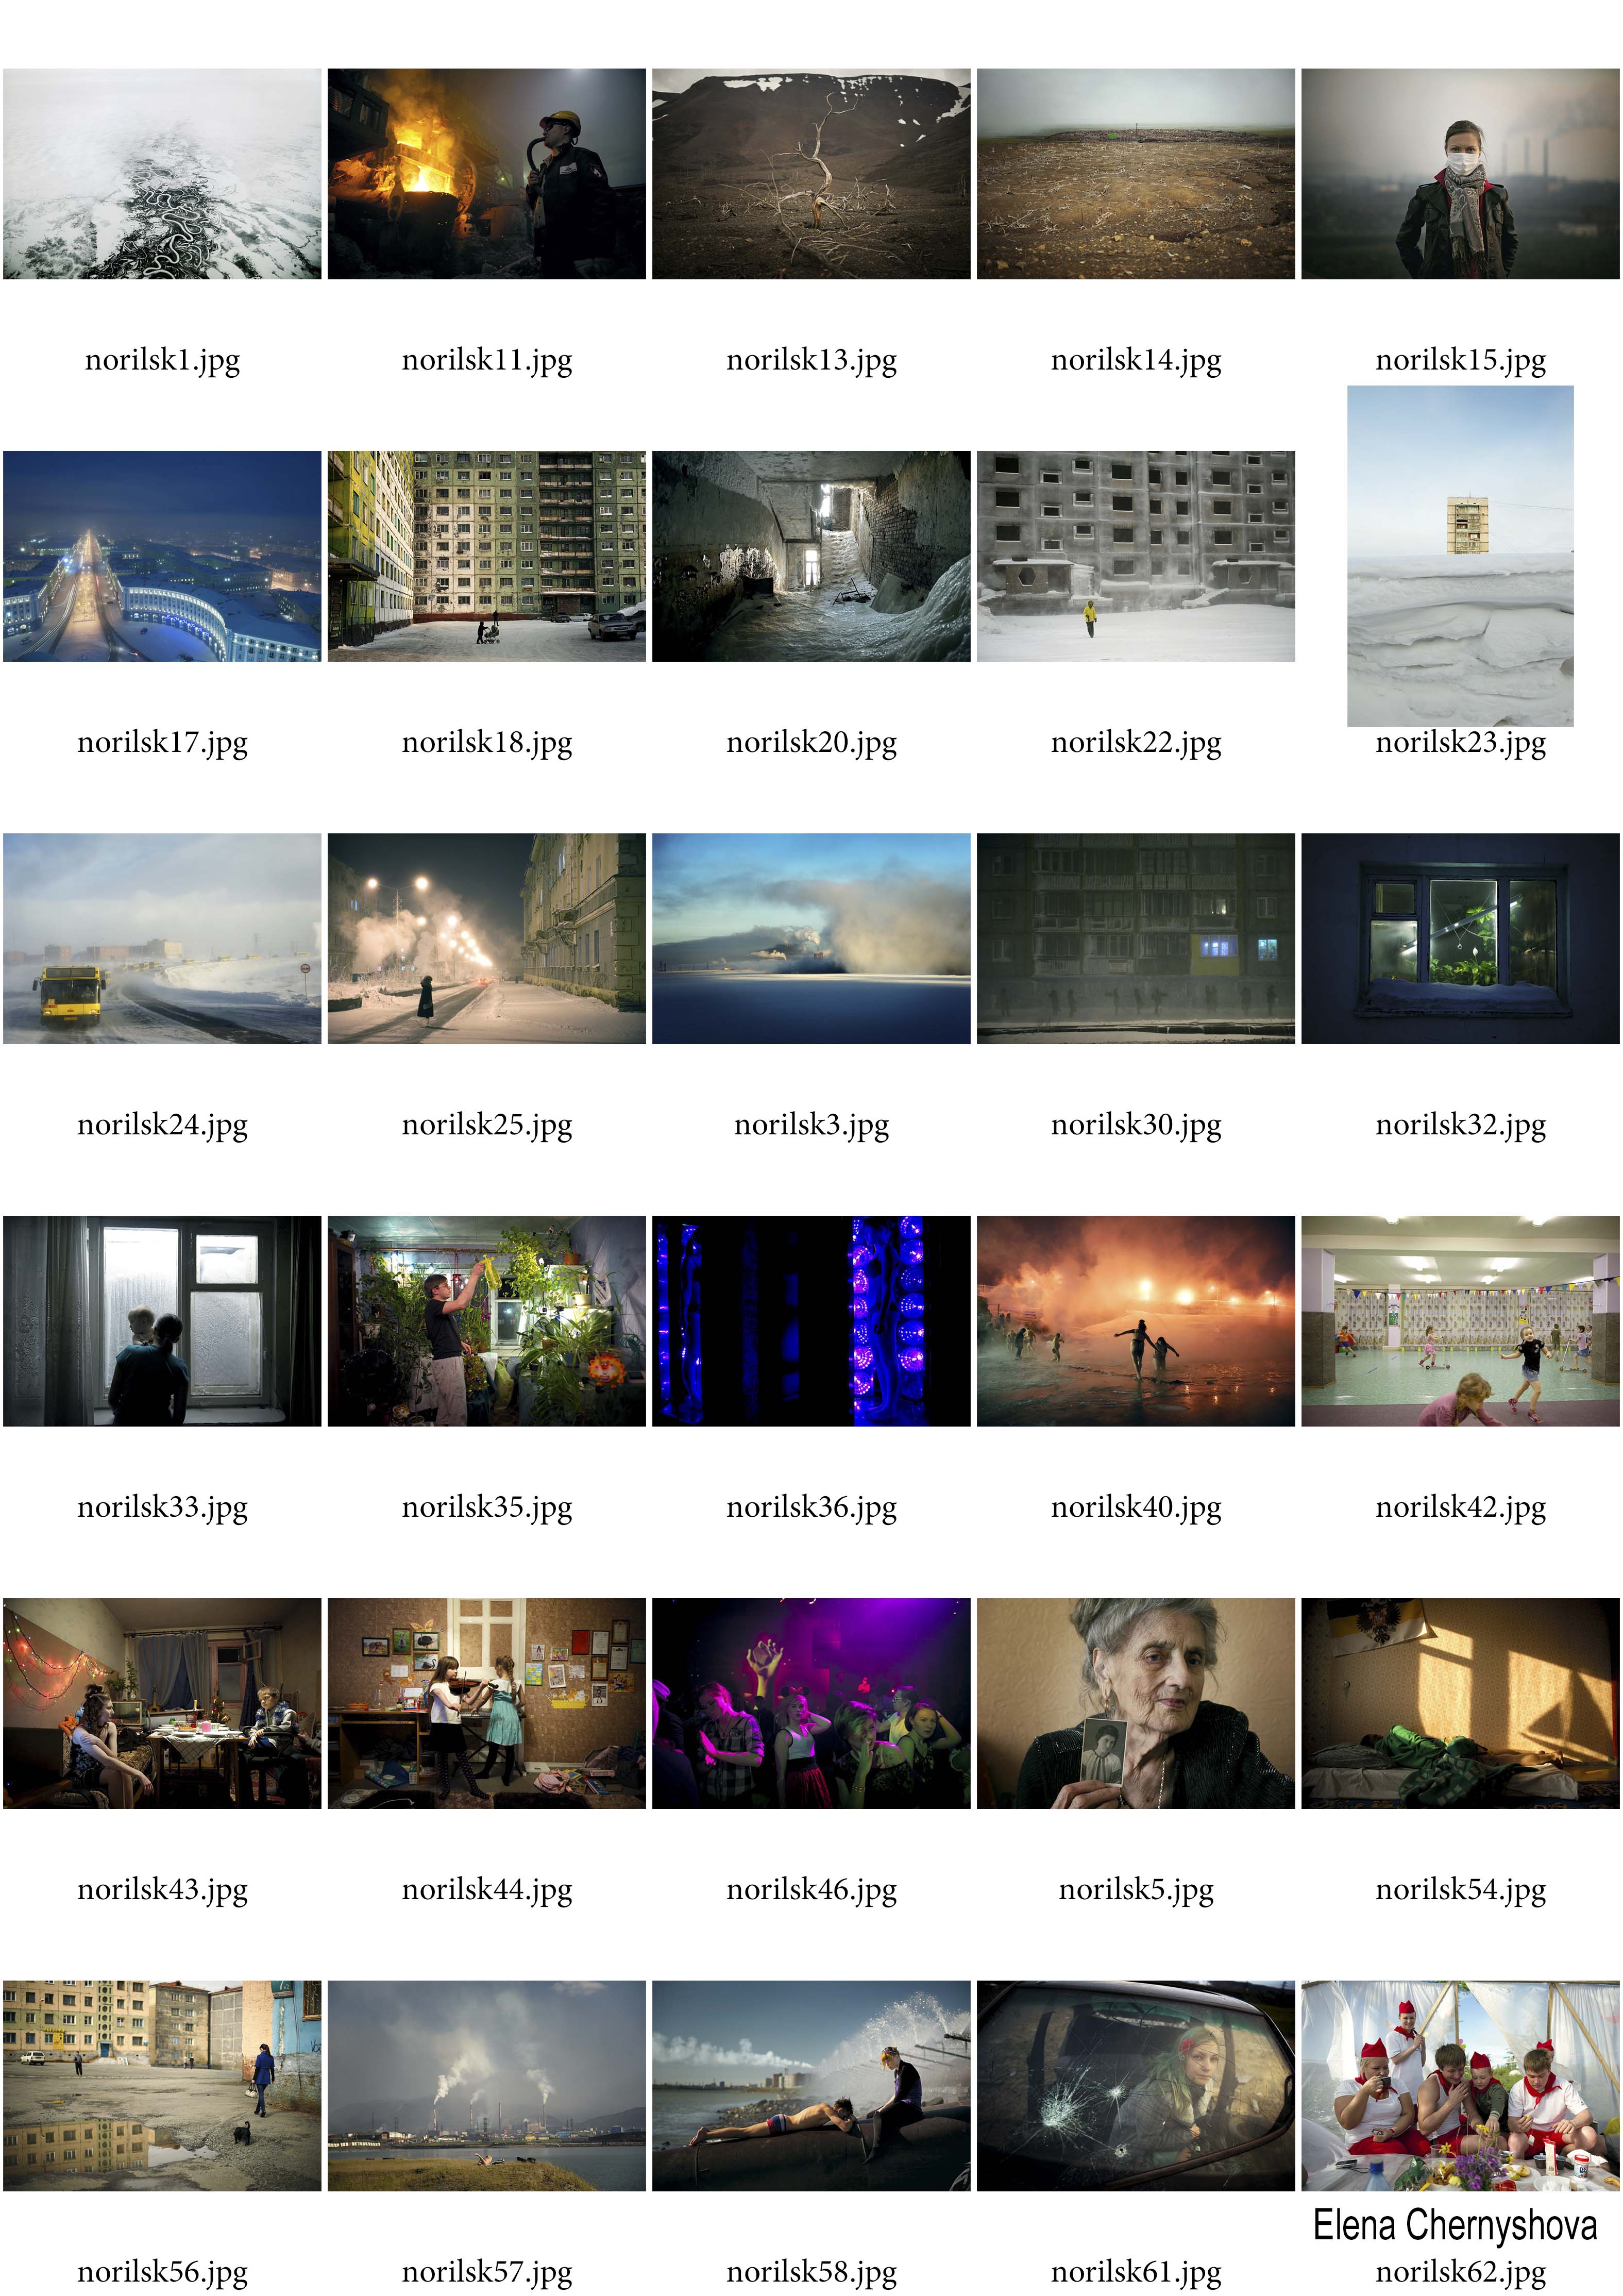 norilsk1.jpg
norilsk11.jpg
norilsk13.jpg
norilsk14.jpg
norilsk15.jpg
norilsk17.jpg
norilsk18.jpg
norilsk20.jpg
norilsk22.jpg
norilsk23.jpg
norilsk24.jpg
norilsk25.jpg
norilsk3.jpg
norilsk30.jpg
norilsk32.jpg
norilsk33.jpg
norilsk35.jpg
norilsk36.jpg
norilsk40.jpg
norilsk42.jpg
norilsk43.jpg
norilsk44.jpg
norilsk46.jpg
norilsk5.jpg
norilsk54.jpg
Elena Chernyshova
norilsk56.jpg
norilsk57.jpg
norilsk58.jpg
norilsk61.jpg
norilsk62.jpg